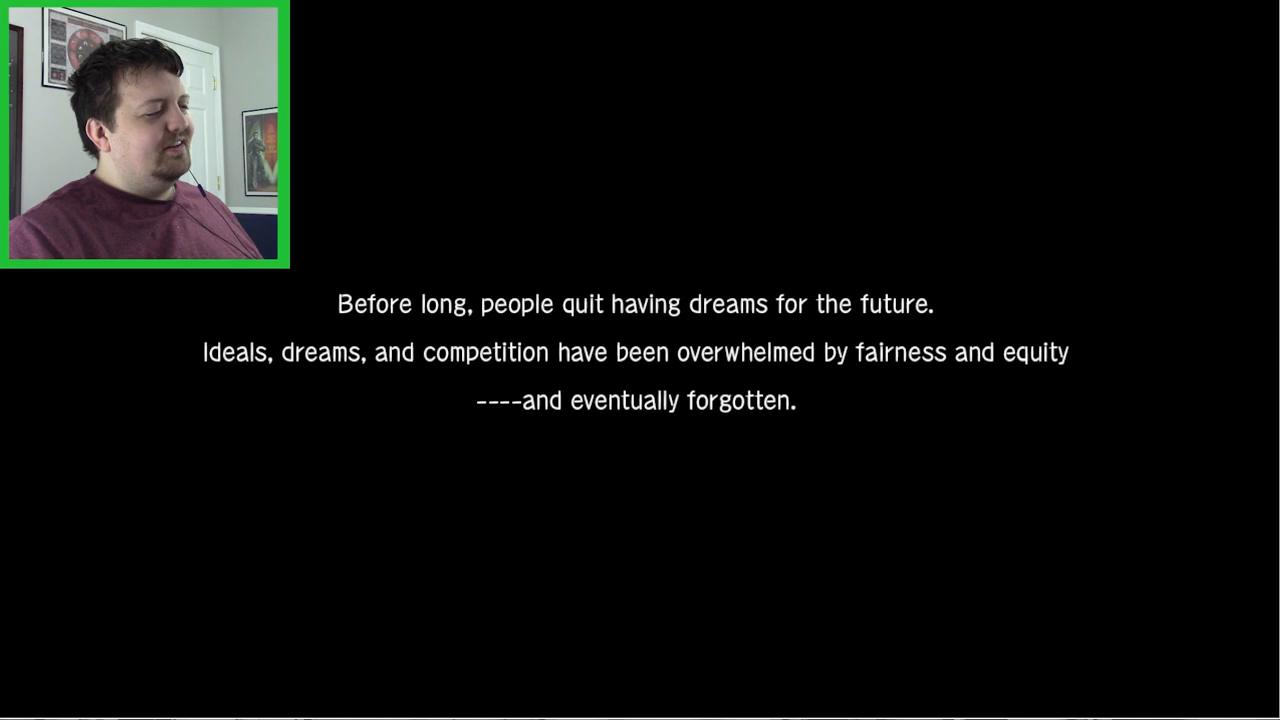 Before long, people quit having dreams for the future.
Ideals, dreams, and competition have been overwhelmed by fairness and equity
----and eventually forgotten.